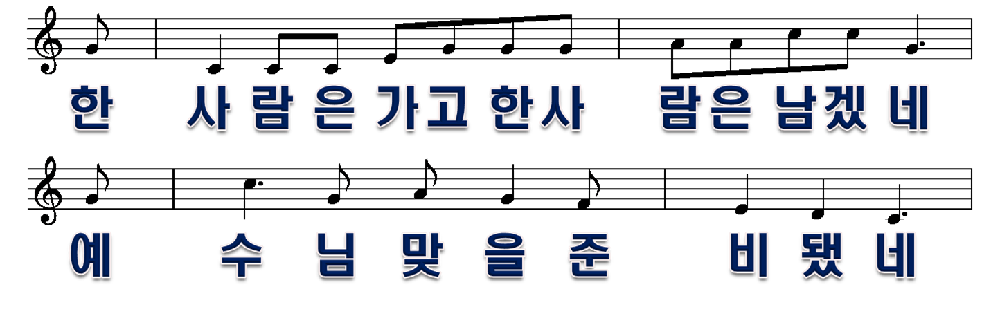 한 사 람 은 가고 한사 람은 남겠 네
예 수 님 맞 을 준 비 됐 네